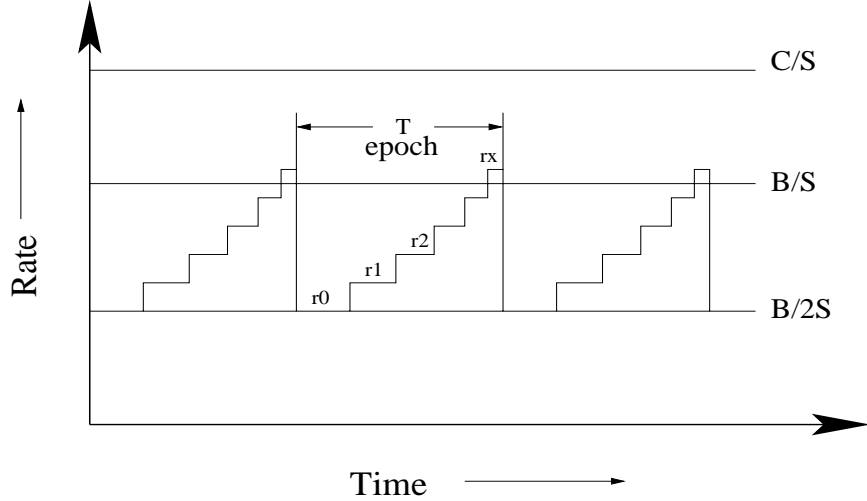 C/S
T
epoch
rx
B/S
r2
r1
r0
B/2S
Rate
Time